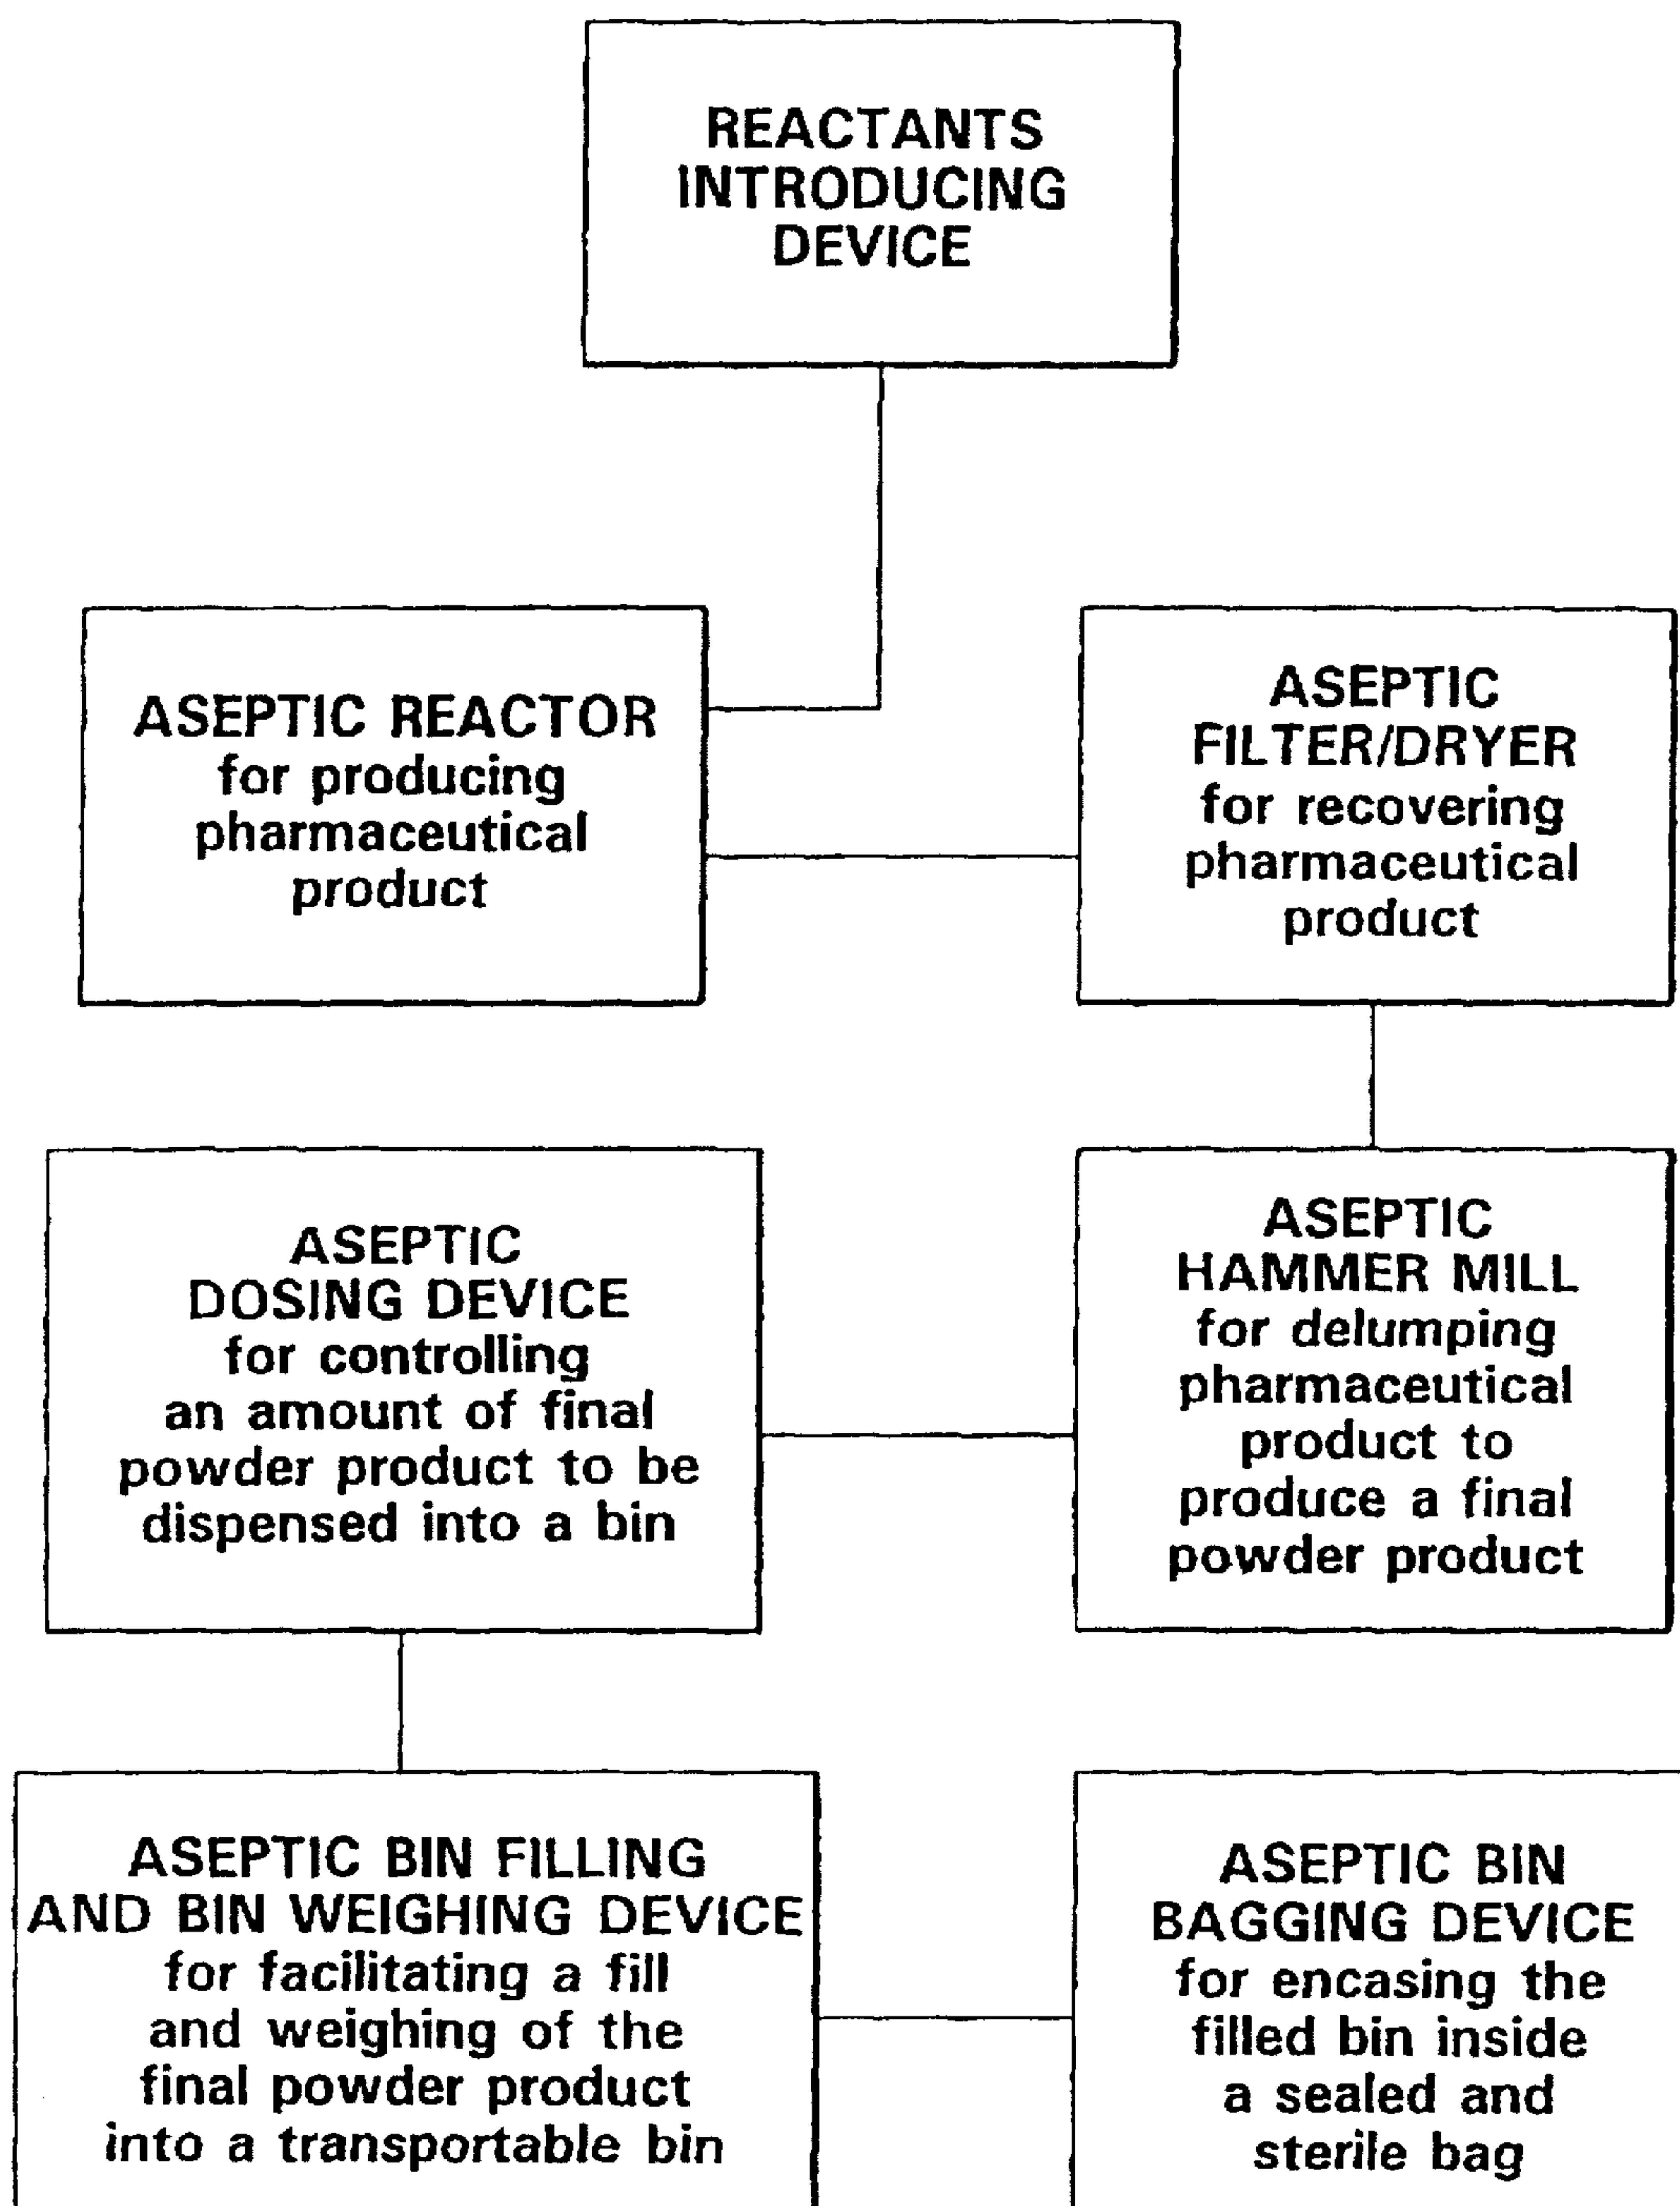 REACTANTS
INTRODUCING
DEVICE
ASEPTIC REACTOR
for producing
pharmaceutical
product
ASEPTIC
FILTER/DRYER
for recovering
pharmaceutical
product
ASEPTIC
DOSING DEVICE
for controlling
an amount of final
powder product to be
dispensed into a bin
ASEPTIC
HAMMER MILL
for delumping
pharmaceutical
product to
produce a final
powder product
ASEPTIC BIN FILLING
AND BIN WEIGHING DEVICE
for facilitating a fill
and weighing of the
final powder product
into a transportable bin
ASEPTIC BIN
BAGGING DEVICE
for encasing the
filled bin inside
a sealed and
sterile bag